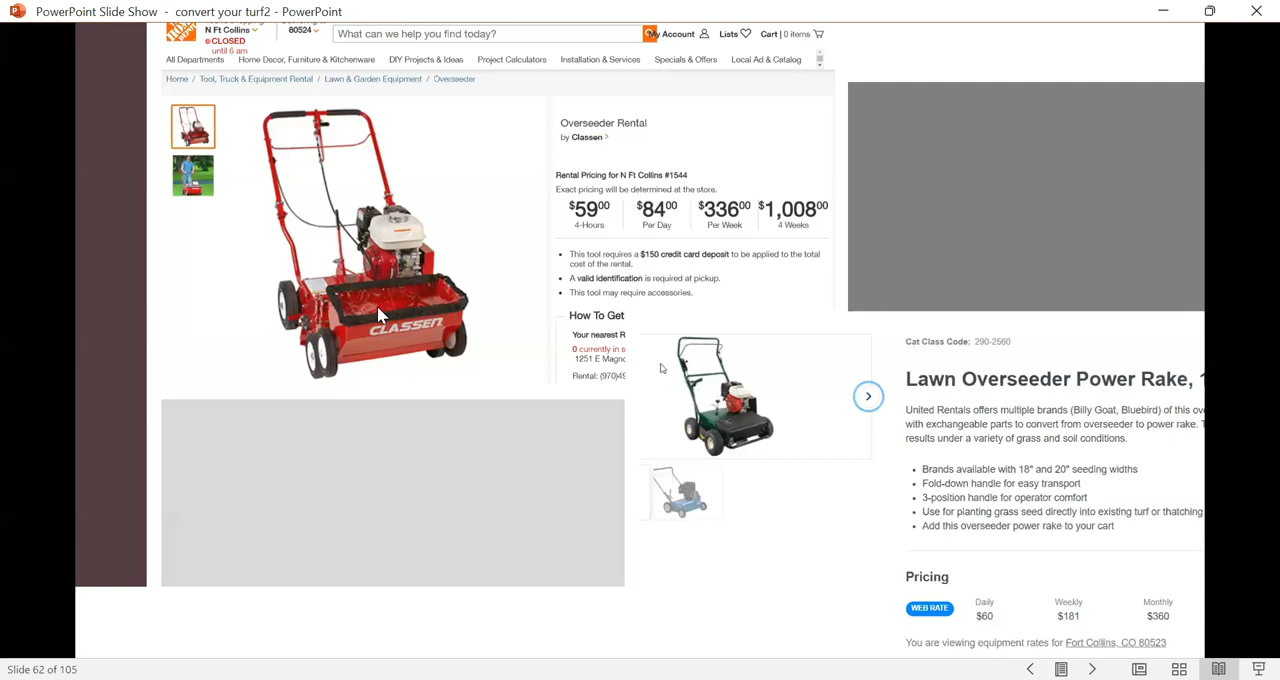 PowerPoint Slide Show - convert your turf2 - PowerPoint
N Ft Collins
CLOSED
until 6 am
80524
What can we help you find today?
My Account
Lists
Cart | 0 items
All Departments
Home Decor, Furniture & Kitchenware
DIY Projects & Ideas
Project Calculators
Installation & Services
Specials & Offers
Local Ad & Catalog
Home / Tool, Truck & Equipment Rental / Lawn & Garden Equipment / Overseeder
Overseeder Rental
by Classen >
Rental Pricing for N Ft Collins #1544
Exact pricing will be determined at the store.
$5900 $8400 $33600 $1,00800
4-Hours Per Day Per Week 4 Weeks
• This tool requires a $150 credit card deposit to be applied to the total
cost of the rental.
• A valid identification is required at pickup.
• This tool may require accessories.
CLASSEN
How To Get
Your nearest R
0 currently in s
1251 E Magno
Rental: (970)49
Cat Class Code: 290-2560
Lawn Overseeder Power Rake, 1
United Rentals offers multiple brands (Billy Goat, Bluebird) of this ov
with exchangeable parts to convert from overseeder to power rake. T
results under a variety of grass and soil conditions.
• Brands available with 18" and 20" seeding widths
• Fold-down handle for easy transport
• 3-position handle for operator comfort
• Use for planting grass seed directly into existing turf or thatching
• Add this overseeder power rake to your cart
Pricing
WEB RATE
Daily Weekly Monthly
$60 $181 $360
You are viewing equipment rates for Fort Collins, CO 80523
Slide 62 of 105